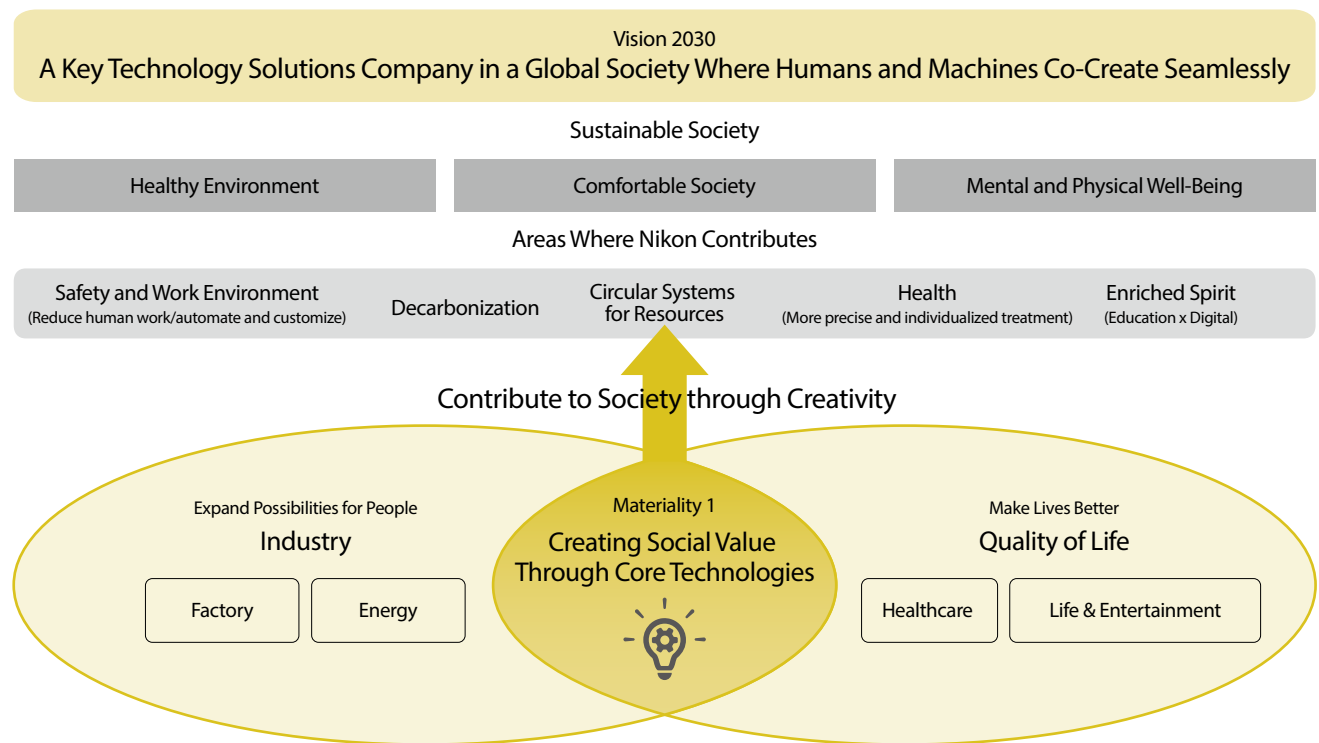 Vision 2030
A Key Technology Solutions Company in a Global Society Where Humans and Machines Co-Create Seamlessly
Sustainable Society
Healthy Environment
Comfortable Society
Mental and Physical Well-Being
Areas Where Nikon Contributes
Safety and Work Environment
(Reduce human work/automate and customize)
Decarbonization
Circular Systems
for Resources
Health
(More precise and individualized treatment)
Enriched Spirit
(Education x Digital)
Contribute to Society through Creativity
Expand Possibilities for People
Industry
Factory
Energy
Materiality 1
Creating Social Value
Through Core Technologies
Make Lives Better
Quality of Life
Healthcare
Life & Entertainment